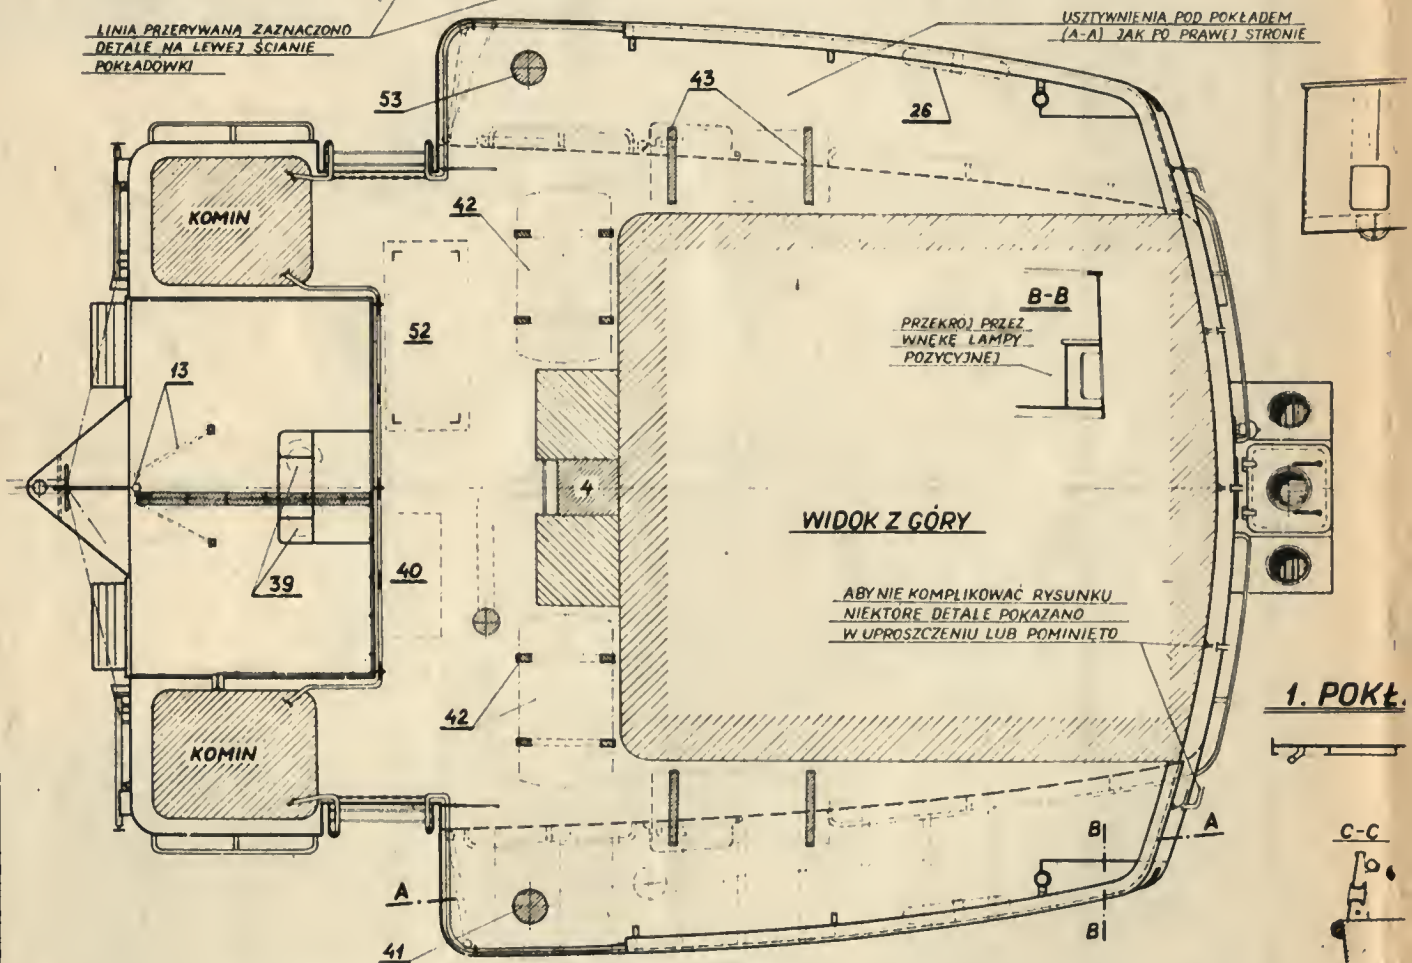 LINIA PRZERYWANĄ ZAZNACZONO
DETALE NA LEWEJ ŚCIANIE
POKŁADÓWKI
USZTYWNIENIA POD POKŁADEM
(A-A) JAK PO PRAWEJ STRONIE
53
43
26
KOMIN
42
52
B-B
PRZEKRÓJ PRZEZ
WNĘKĘ LAMPY
POZYCYJNEJ
13
4
WIDOK Z GÓRY
39
40
ABY NIE KOMPLIKOWAĆ RYSUNKU
NIEKTÓRE DETALE POKAZANO
W UPROSZCZENIU LUB POMINIĘTO
42
KOMIN
1. POKŁ.
A
B
A
C-C
41
B